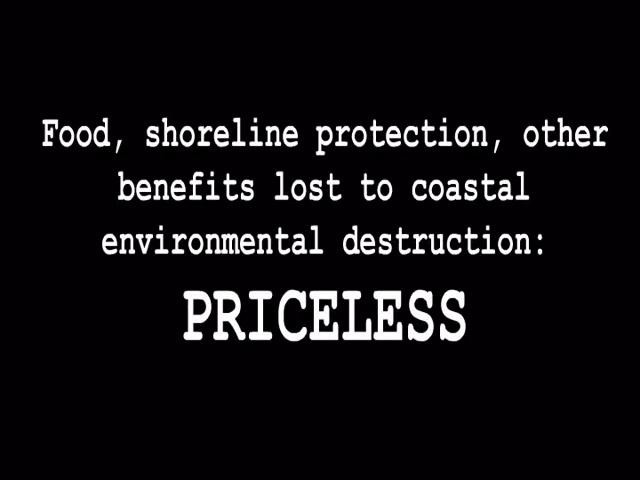 Food, shoreline protection, other
benefits lost to coastal
environmental destruction:
PRICELESS